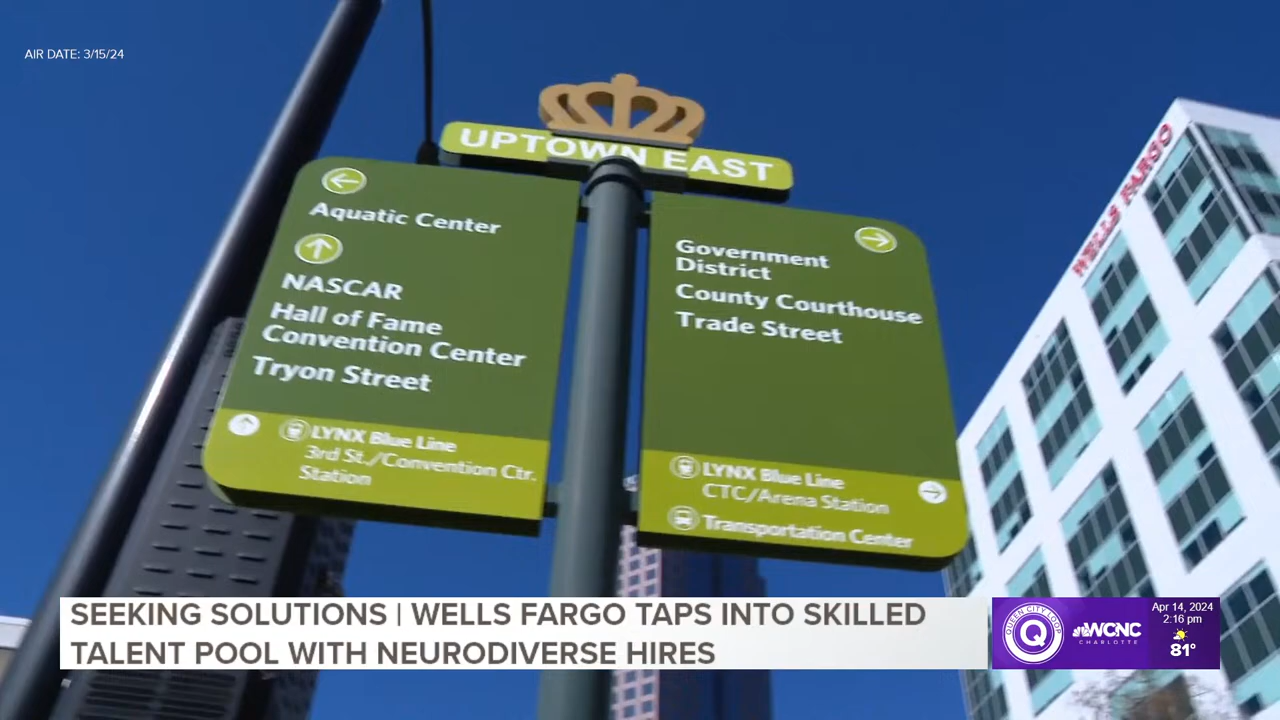 AIR DATE: 3/15/24
UPTOWN EAST
Aquatic Center
NASCAR
Hall of Fame
Convention Center
Tryon Street
LYNX Blue Line
3rd St./Convention Ctr.
Station
Government
District
County Courthouse
Trade Street
LYNX Blue Line
CTC/Arena Station
Transportation Center
WELLS FARGO
SEEKING SOLUTIONS | WELLS FARGO TAPS INTO SKILLED
TALENT POOL WITH NEURODIVERSE HIRES
QUEEN CITY LOOP
Q
WCNC
CHARLOTTE
Apr 14, 2024
2:16 pm
81°